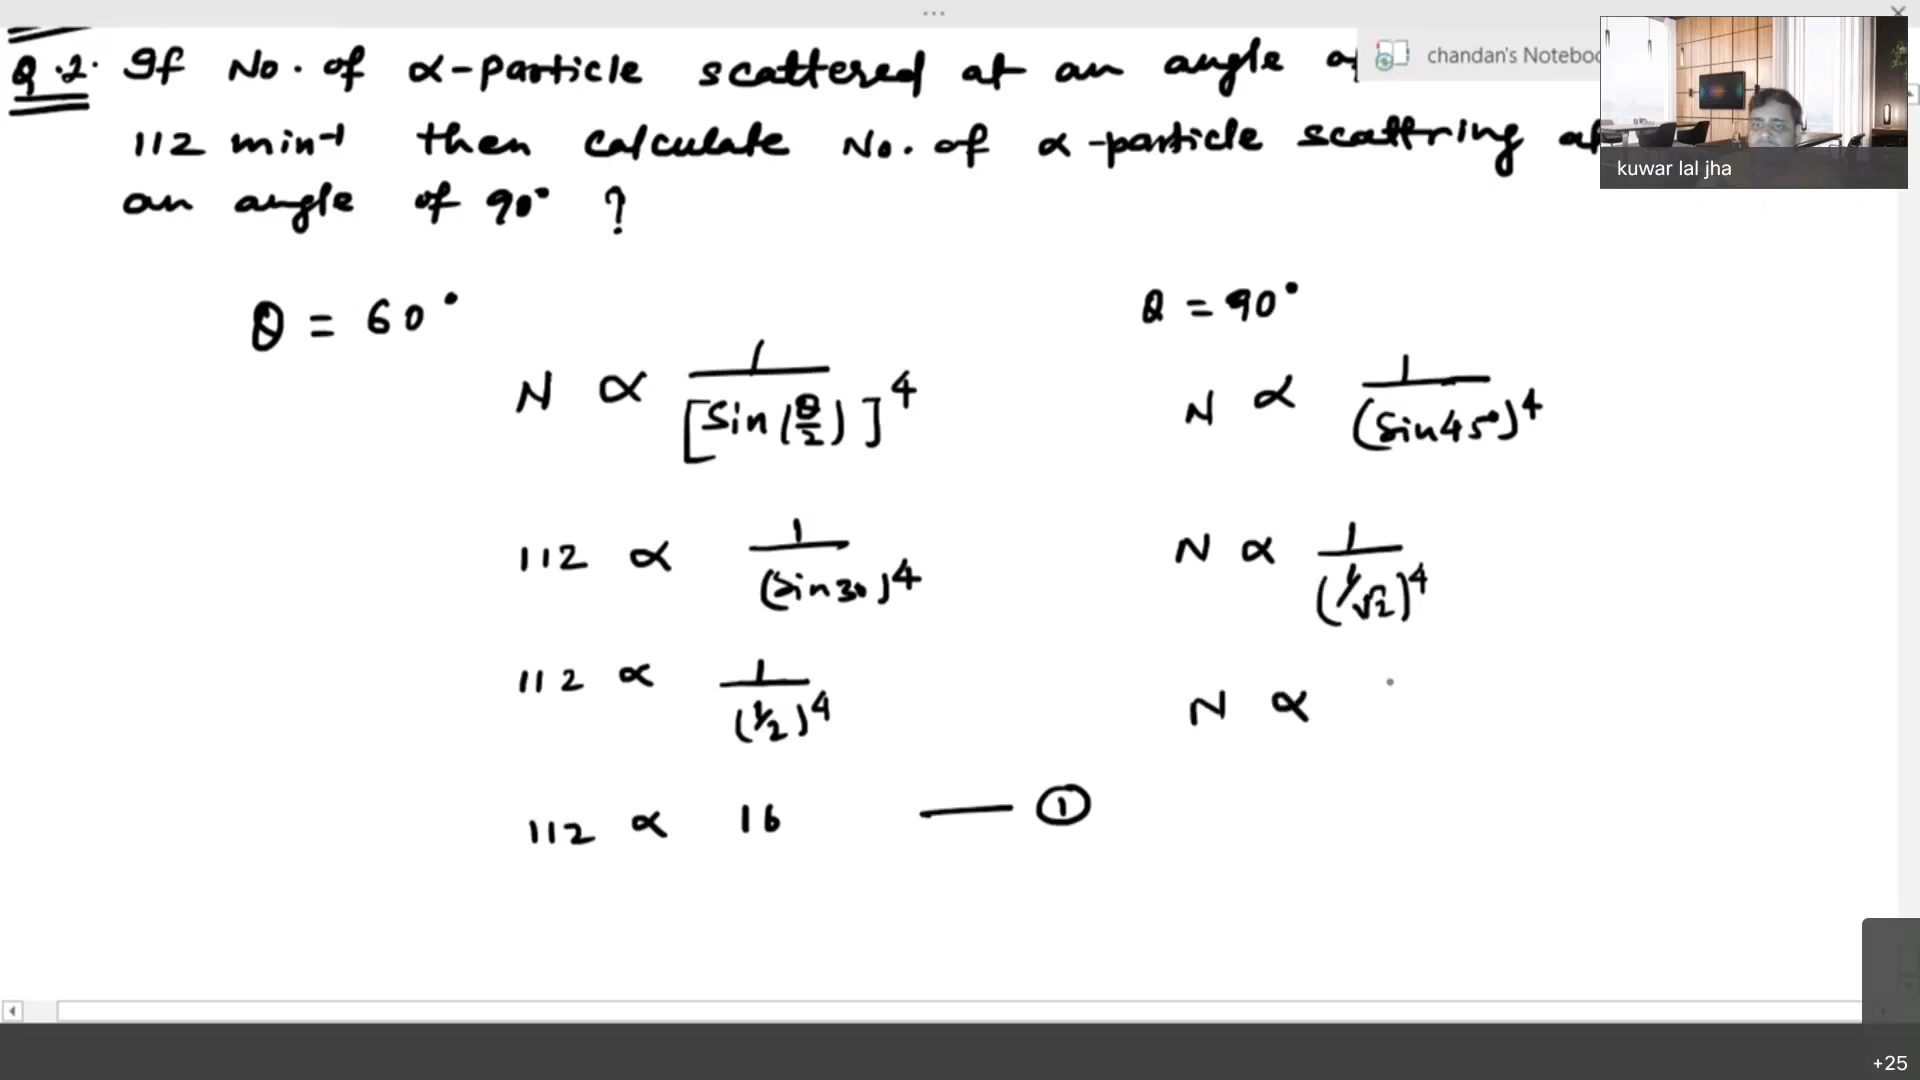 ...
chandan's Noteboo
Q.2. If No. of α-particle scattered at an angle of
112 min⁻¹ then calculate No. of α-particle scattring at
an angle of 90° ?
kuwar lal jha
θ = 60°
θ = 90°
N ∝ 1/[Sin(θ/2)]⁴
N ∝ 1/(Sin45°)⁴
112 ∝ 1/(Sin30)⁴
N ∝ 1/(1/√2)⁴
112 ∝ 1/(1/2)⁴
N ∝
112 ∝ 16 — ①
+25